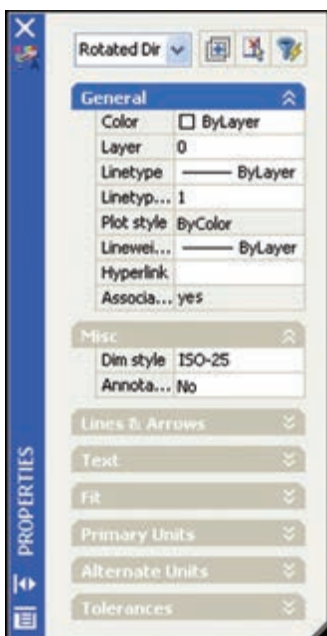 Rotated Dir
General
Color ByLayer
Layer 0
Linetype ByLayer
Linetyp... 1
Plot style ByColor
Linewei... ByLayer
Hyperlink
Associa... yes
Misc
Dim style ISO-25
Annota... No
Lines & Arrows
Text
Fit
Primary Units
Alternate Units
Tolerances
PROPERTIES